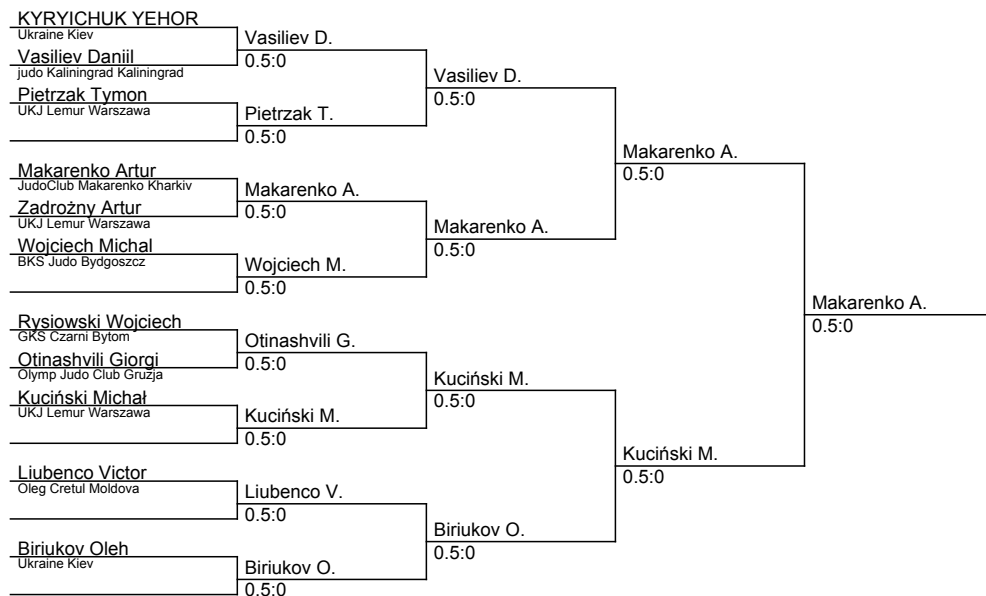 KYRYICHUK YEHOR
Ukraine Kiev
Vasiliev Daniil
judo Kaliningrad Kaliningrad
Pietrzak Tymon
UKJ Lemur Warszawa
Makarenko Artur
JudoClub Makarenko Kharkiv
Zadrożny Artur
UKJ Lemur Warszawa
Wojciech Michal
BKS Judo Bydgoszcz
Rysiowski Wojciech
GKS Czarni Bytom
Otinashvili Giorgi
Olymp Judo Club Gruzja
Kuciński Michał
UKJ Lemur Warszawa
Liubenco Victor
Oleg Cretul Moldova
Biriukov Oleh
Ukraine Kiev
Vasiliev D.
0.5:0
Pietrzak T.
0.5:0
Makarenko A.
0.5:0
Wojciech M.
0.5:0
Otinashvili G.
0.5:0
Kuciński M.
0.5:0
Liubenco V.
0.5:0
Biriukov O.
0.5:0
Vasiliev D.
0.5:0
Makarenko A.
0.5:0
Kuciński M.
0.5:0
Biriukov O.
0.5:0
Makarenko A.
0.5:0
Kuciński M.
0.5:0
Makarenko A.
0.5:0